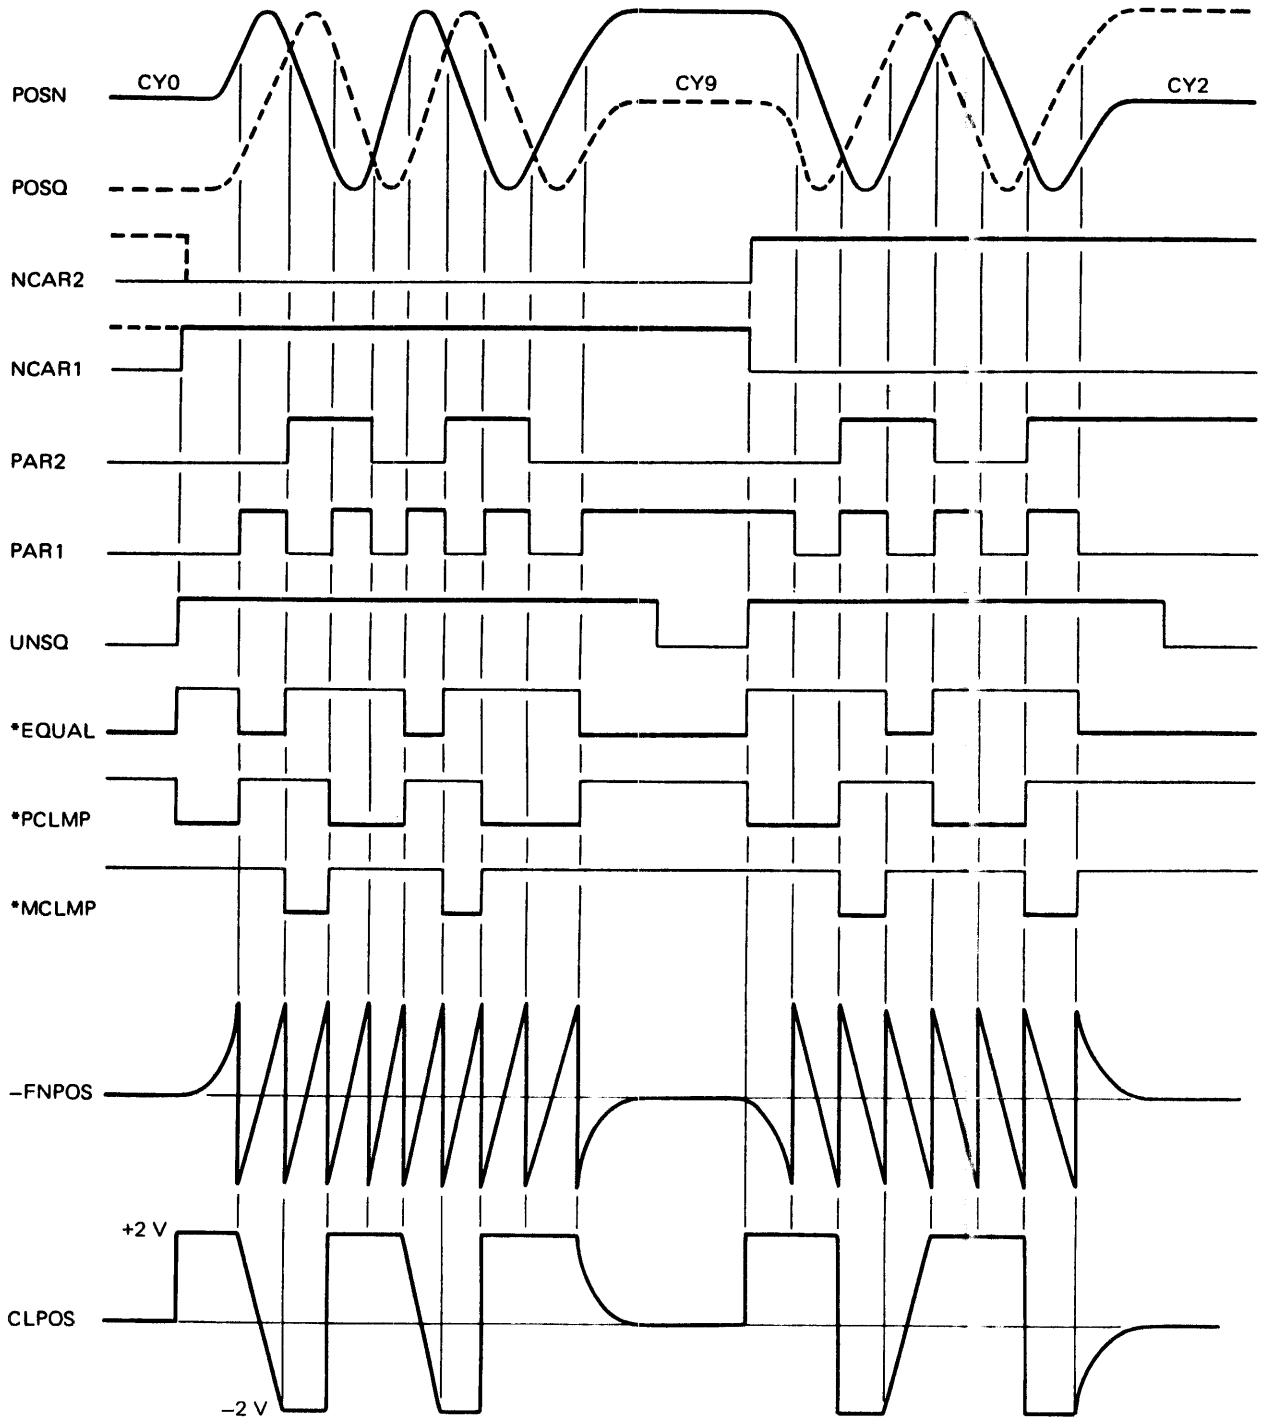 CY0
CY9
CY2
POSN
POSQ
NCAR2
NCAR1
PAR2
PAR1
UNSQ
*EQUAL
*PCLMP
*MCLMP
–FNPOS
+2 V
CLPOS
–2 V